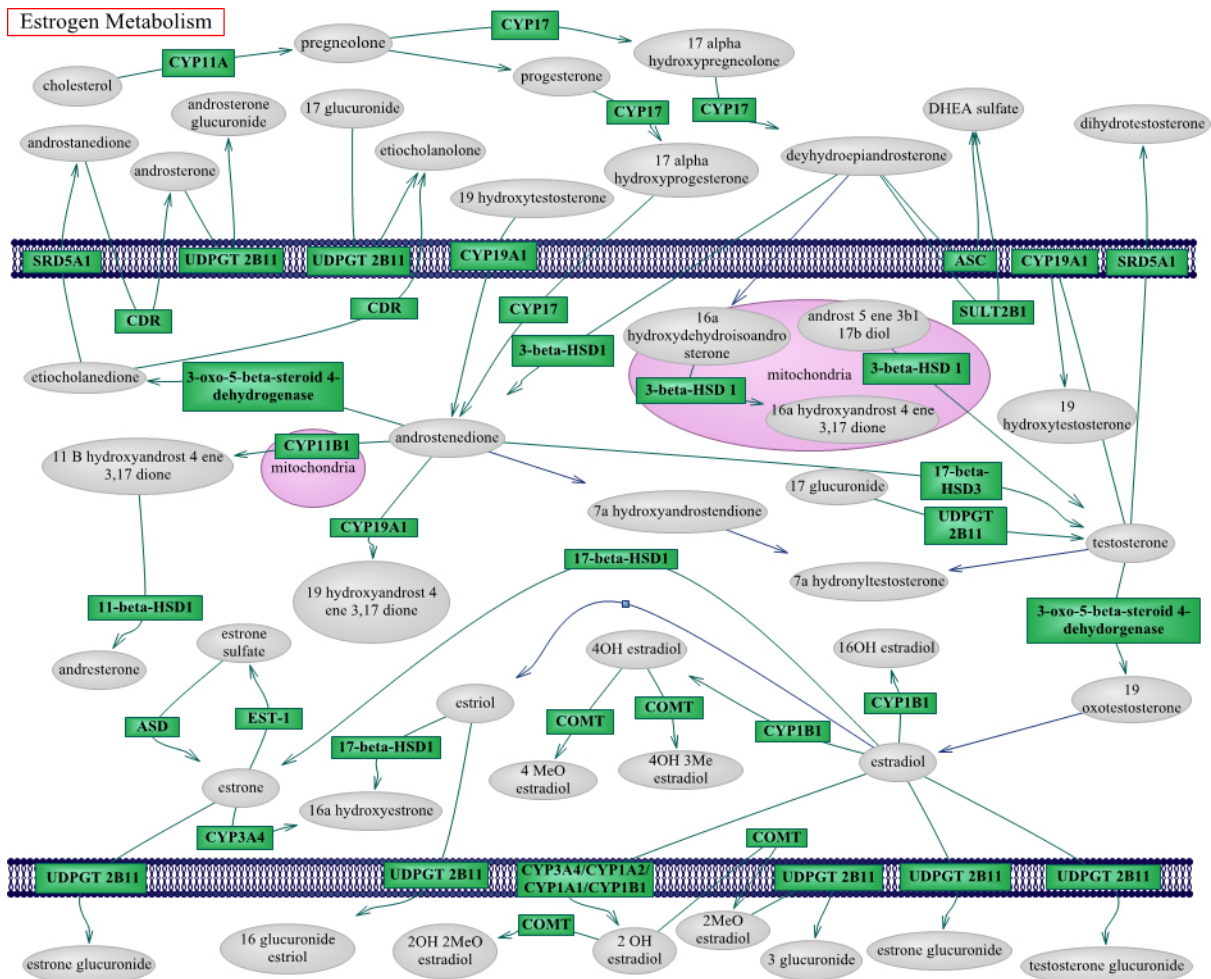 Estrogen Metabolism
CYP17
pregneolone
17 alpha
hydroxypregneolone
CYP11A
cholesterol
progesterone
CYP17
CYP17
androsterone
glucuronide
17 glucuronide
DHEA sulfate
dihydrotestosterone
androstanedione
etiocholanolone
deyhydroepiandrosterone
androsterone
17 alpha
hydroxyprogesterone
19 hydroxytestosterone
SRD5A1
UDPGT 2B11
UDPGT 2B11
CYP19A1
ASC
CYP19A1
SRD5A1
CDR
CDR
CYP17
SULT2B1
16a
hydroxydehydroisoandro
sterone
androst 5 ene 3b1
17b diol
3-beta-HSD1
etiocholanedione
3-oxo-5-beta-steroid 4-
dehydrogenase
mitochondria
3-beta-HSD 1
3-beta-HSD 1
16a hydroxyandrost 4 ene
3,17 dione
19
hydroxytestosterone
androstenedione
CYP11B1
mitochondria
11 B hydroxyandrost 4 ene
3,17 dione
17-beta-
HSD3
17 glucuronide
UDPGT
2B11
7a hydroxyandrostendione
CYP19A1
testosterone
17-beta-HSD1
7a hydronyltestosterone
19 hydroxyandrost 4
ene 3,17 dione
11-beta-HSD1
3-oxo-5-beta-steroid 4-
dehydorgenase
estrone
sulfate
andresterone
4OH estradiol
16OH estradiol
estriol
19
oxotestosterone
ASD
EST-1
COMT
COMT
CYP1B1
CYP1B1
17-beta-HSD1
estradiol
4 MeO
estradiol
4OH 3Me
estradiol
estrone
16a hydroxyestrone
CYP3A4
COMT
UDPGT 2B11
UDPGT 2B11
CYP3A4/CYP1A2/
CYP1A1/CYP1B1
UDPGT 2B11
UDPGT 2B11
UDPGT 2B11
COMT
2MeO
estradiol
16 glucuronide
estriol
2OH 2MeO
estradiol
2 OH
estradiol
estrone glucuronide
3 glucuronide
estrone glucuronide
testosterone glucuronide